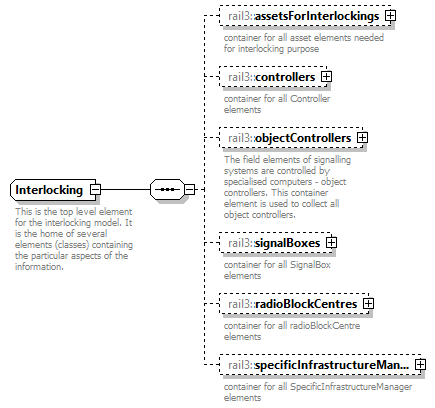 rail3::assetsForInterlockings
container for all asset elements needed
for interlocking purpose
rail3::controllers
container for all Controller
elements
rail3::objectControllers
The field elements of signalling
systems are controlled by
specialised computers - object
controllers. This container
element is used to collect all
object controllers.
Interlocking
This is the top level element
for the interlocking model. It
is the home of several
elements (classes) containing
the particular aspects of the
information.
rail3::signalBoxes
container for all SignalBox
elements
rail3::radioBlockCentres
container for all radioBlockCentre
elements
rail3::specificInfrastructureMan...
container for all SpecificInfrastructureManager
elements